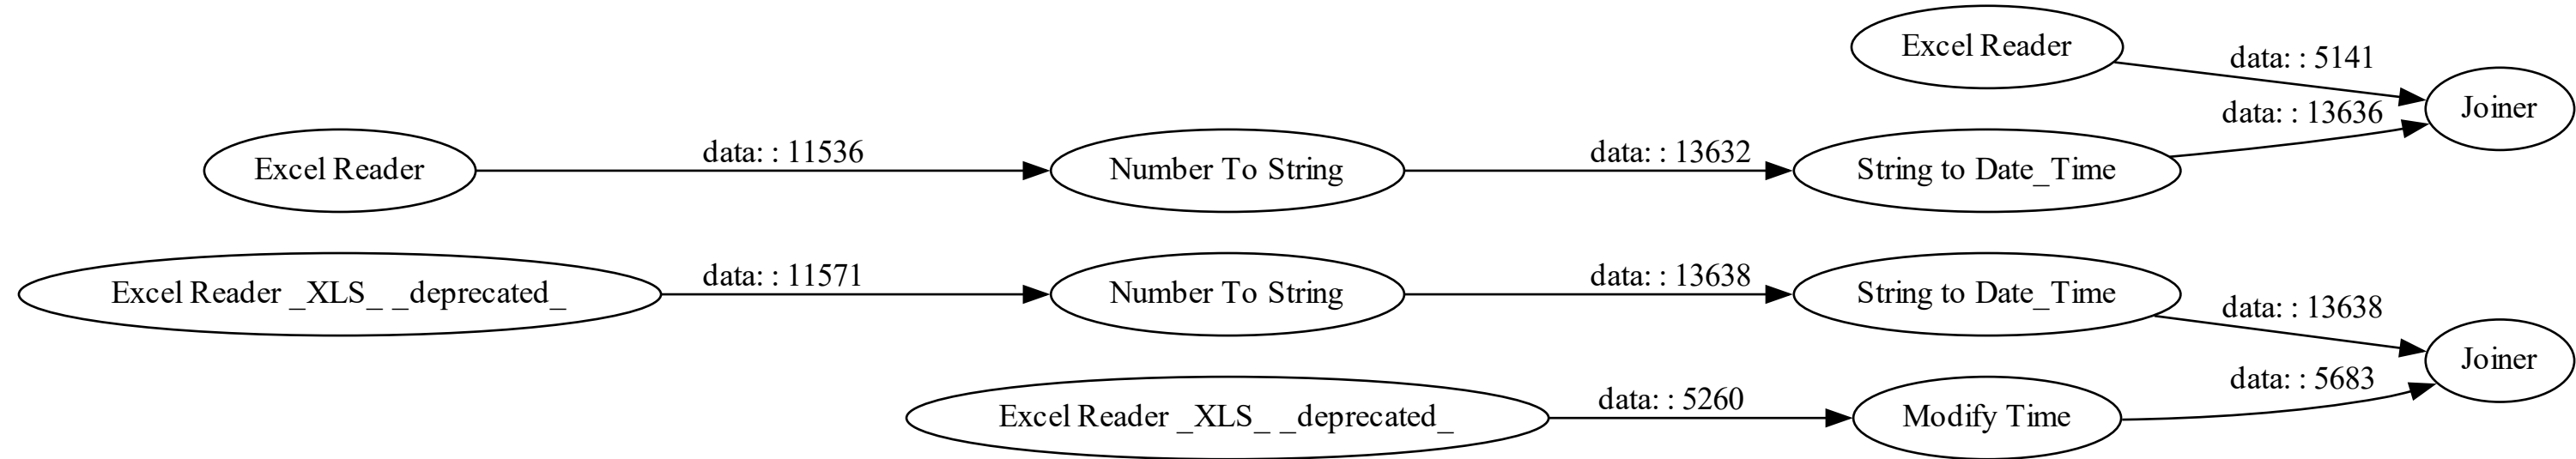 Excel Reader
data: : 5141
Joiner
data: : 13636
Excel Reader
data: : 11536
Number To String
data: : 13632
String to Date_Time
Excel Reader _XLS_ _deprecated_
data: : 11571
Number To String
data: : 13638
String to Date_Time
data: : 13638
Joiner
data: : 5683
Excel Reader _XLS_ _deprecated_
data: : 5260
Modify Time